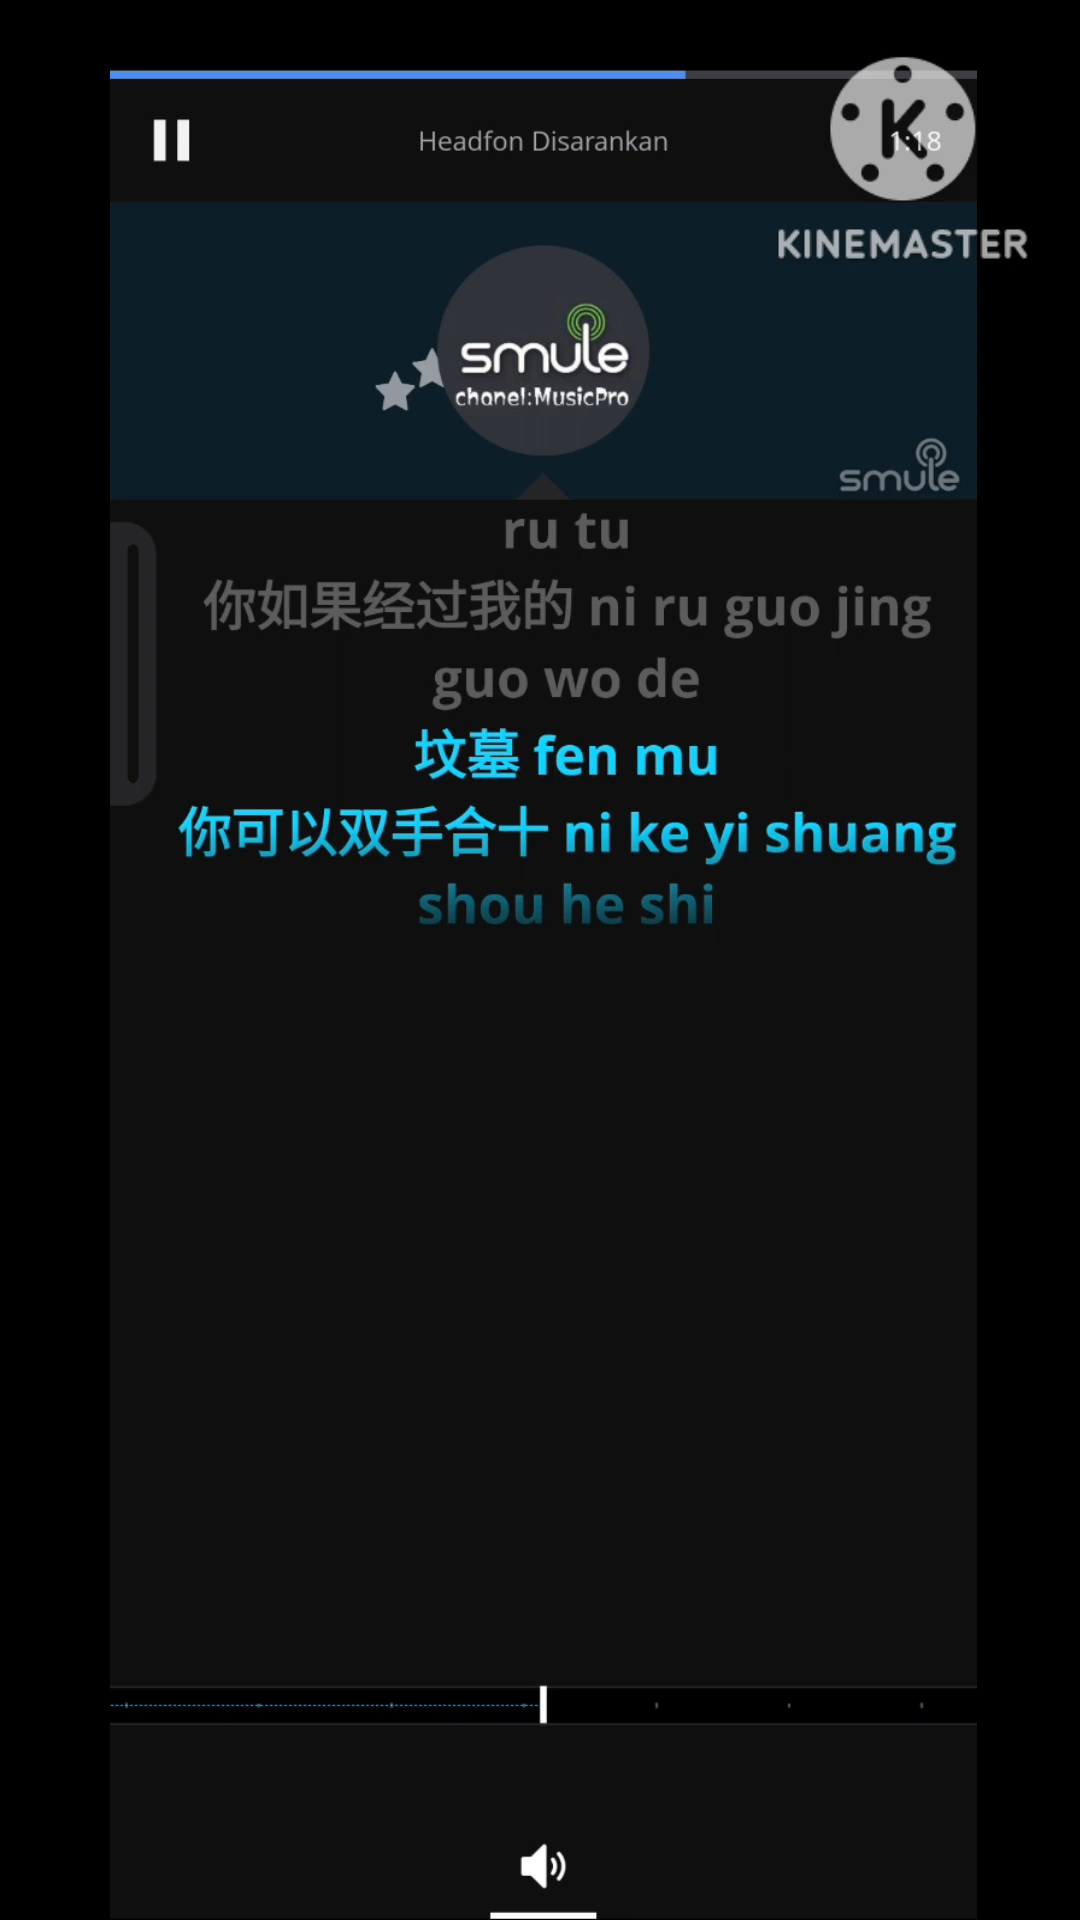 Headfon Disarankan
1:18
K
KINEMASTER
smule
chanel:MusicPro
smule
ru tu
你如果经过我的 ni ru guo jing
guo wo de
坟墓 fen mu
你可以双手合十 ni ke yi shuang
shou he shi